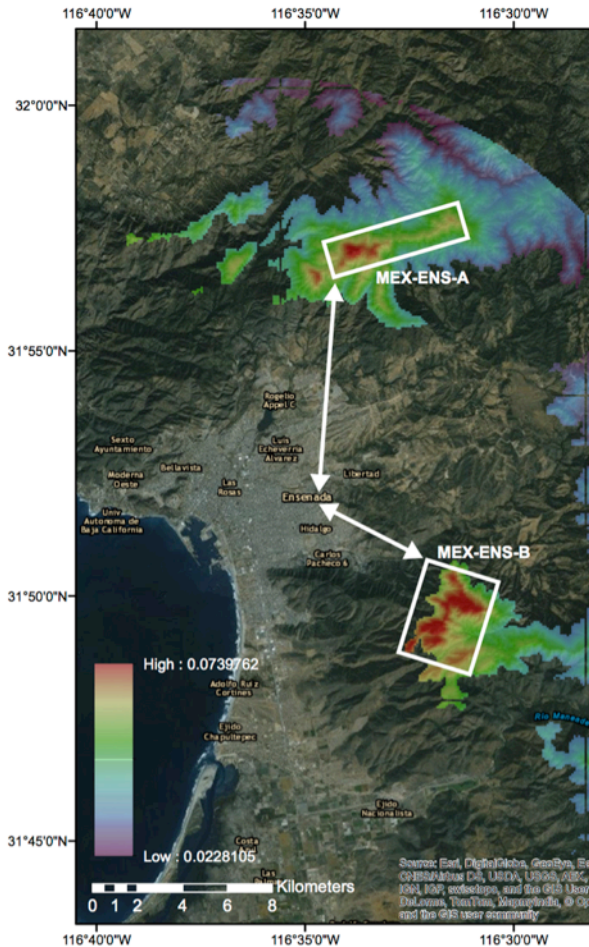 116°40'0"W
116°35'0"W
116°30'0"W
32°0'0"N
31°55'0"N
31°50'0"N
31°45'0"N
MEX-ENS-A
Rogelio
Appel C
Sexto
Ayuntamiento
Luis
Echeverria
Alvarez
Bellavista
Moderna
Oeste
Las
Rosas
Libertad
Ensenada
Univ
Autonoma de
Baja California
Hidalgo
Carlos
Pacheco 6
MEX-ENS-B
High : 0.0739762
Adolfo Ruiz
Cortines
Ejido
Chapultepec
Ejido
Nacionalista
Costa
Azul
Las
Low : 0.0228105
Kilometers
0 1 2 4 6 8
Source: Esri, DigitalGlobe, GeoEye,
CNES/Airbus DS, USDA, USGS, AEX,
IGN, IGP, swisstopo, and the GIS User
DeLorme, TomTom, MapmyIndia, ©
and the GIS user community
116°40'0"W
116°35'0"W
116°30'0"W